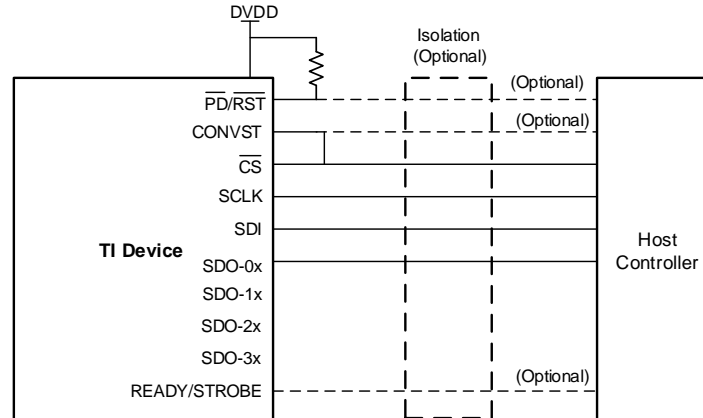 DVDD
Isolation
(Optional)
(Optional)
PD/RST
CONVST
(Optional)
CS
SCLK
SDI
TI Device
Host
Controller
SDO-0x
SDO-1x
SDO-2x
SDO-3x
READY/STROBE
(Optional)